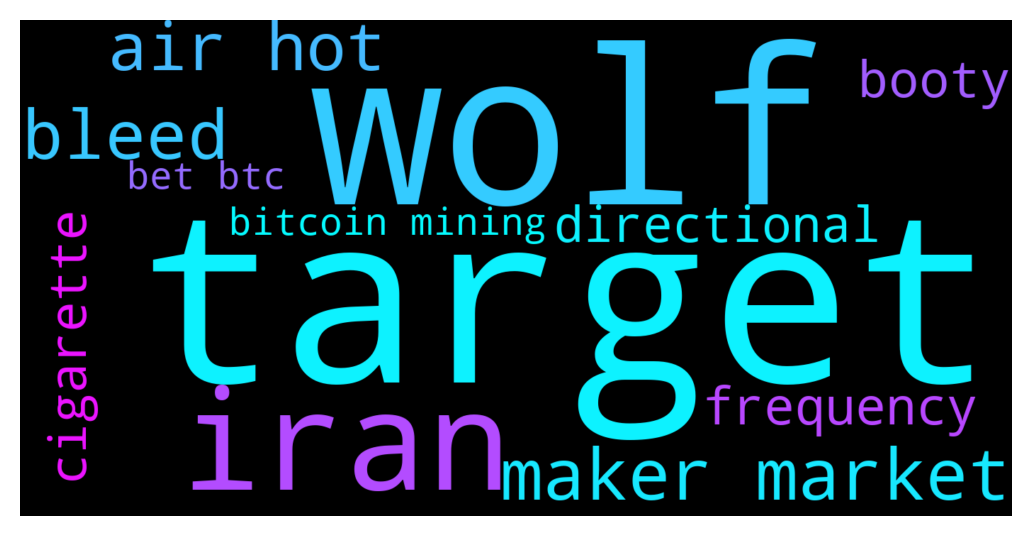 air hot
wolf
booty
bleed
bet btc
bitcoin mining
directional
target
cigarette
iran
frequency
maker market